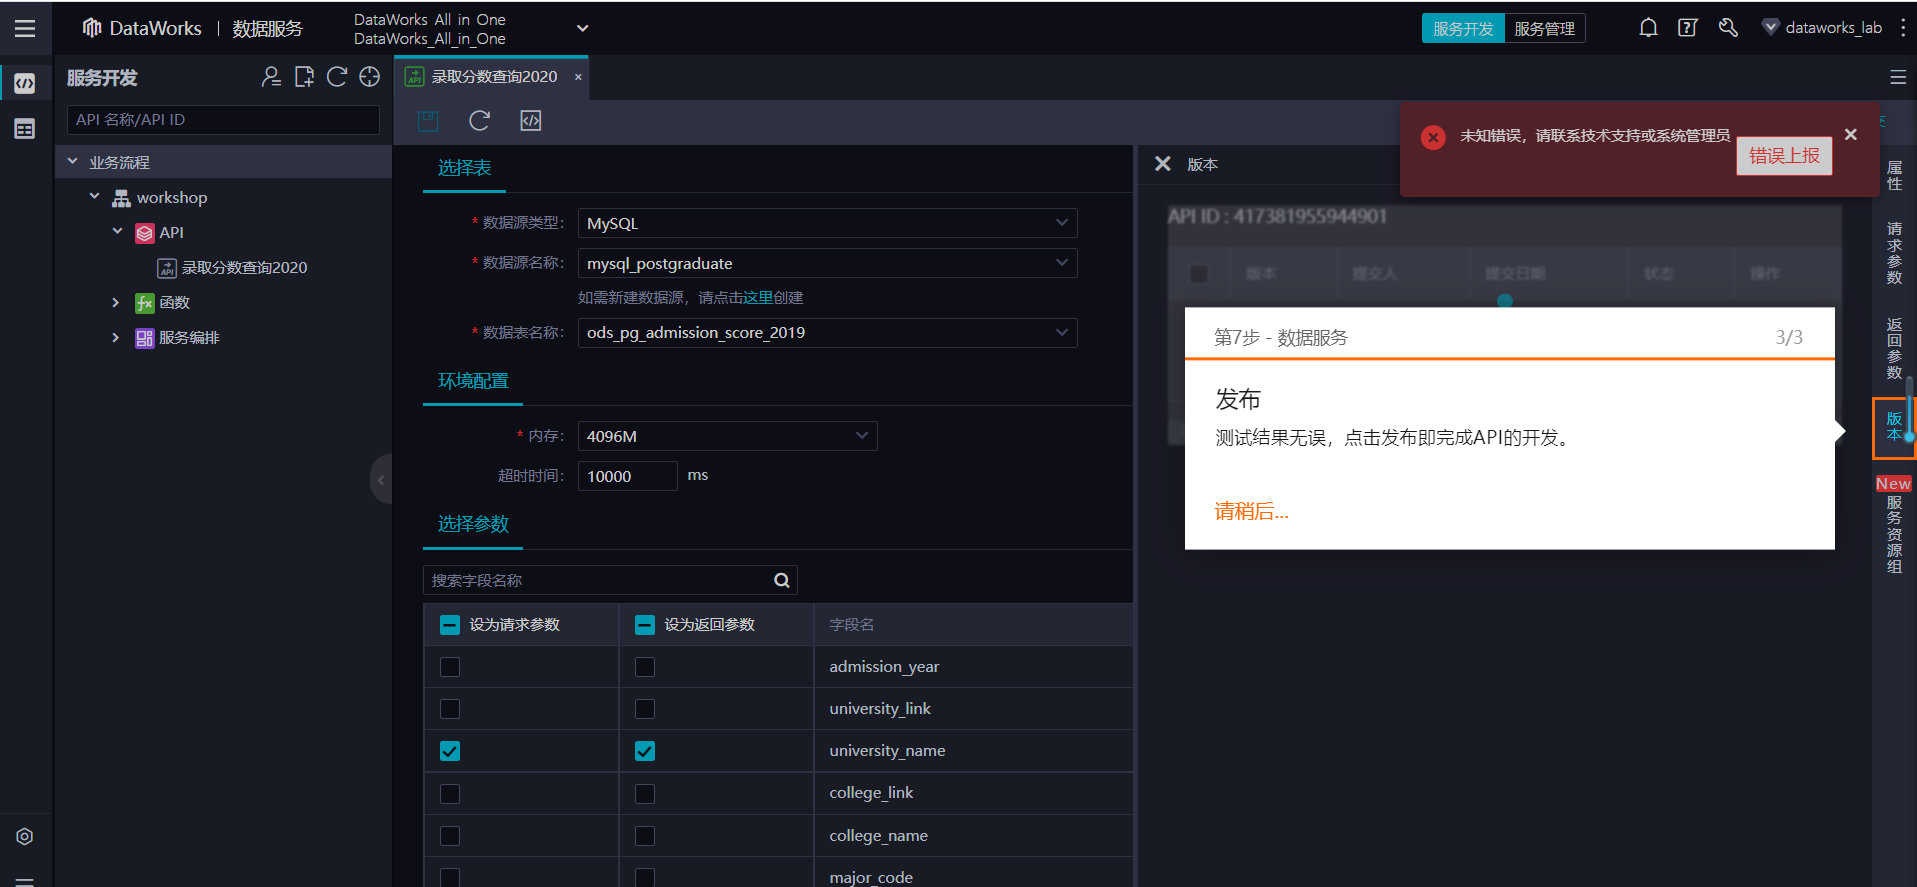 DataWorks | 数据服务
DataWorks All in One
DataWorks_All_in_One
服务开发
服务管理
dataworks_lab
服务开发
API 名称/API ID
业务流程
workshop
API
API 录取分数查询2020
fx 函数
服务编排
API 录取分数查询2020 ×
选择表
* 数据源类型: MySQL
* 数据源名称: mysql_postgraduate
如需新建数据源，请点击这里创建
* 数据表名称: ods_pg_admission_score_2019
环境配置
* 内存: 4096M
超时时间: 10000 ms
选择参数
搜索字段名称
设为请求参数 设为返回参数 字段名
admission_year
university_link
university_name
college_link
college_name
major_code
版本
未知错误，请联系技术支持或系统管理员
错误上报
API ID : 417381955944901
版本 提交人 提交日期 状态 操作
第7步 - 数据服务 3/3
发布
测试结果无误，点击发布即完成API的开发。
请稍后...
属性
请求参数
返回参数
版本
New
服务资源组